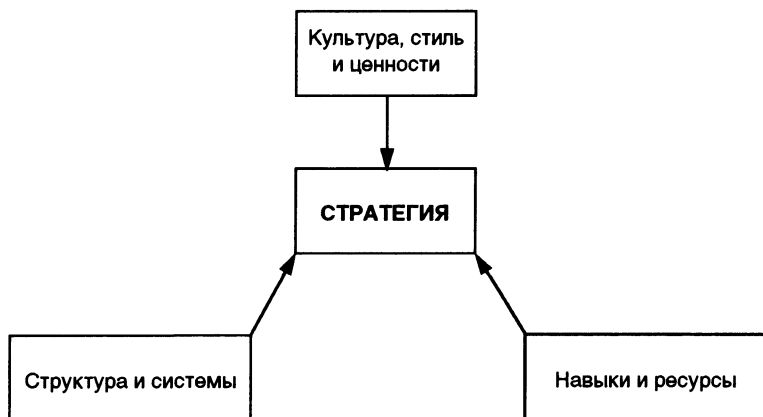 Культура, стиль
и ценности
СТРАТЕГИЯ
Структура и системы
Навыки и ресурсы